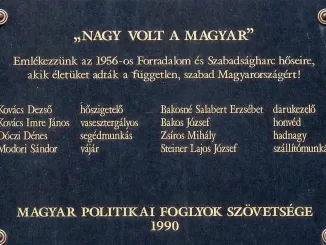 „NAGY VOLT A MAGYAR”
Emlékezzünk az 1956-os Forradalom és Szabadságharc hőseire,
akik életüket adták a független, szabad Magyarországért!
Kovács Dezső hőszigetelő Bakosné Salabert Erzsébet darukezelő
Kovács Imre János vasesztergályos Bakos József honvéd
Dóczi Dénes segédmunkás Zsíros Mihály hadnagy
Modori Sándor vájár Steiner Lajos József szállítómunkás
MAGYAR POLITIKAI FOGLYOK SZÖVETSÉGE
1990